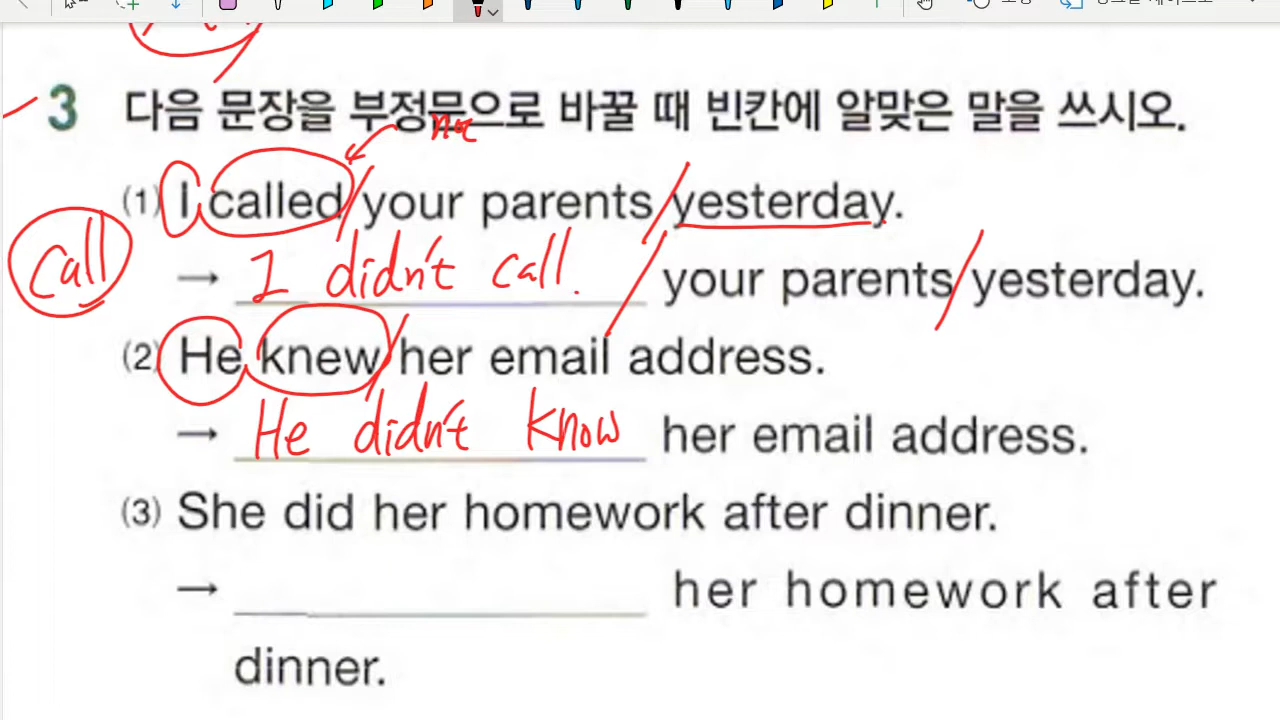 3 다음 문장을 부정문으로 바꿀 때 빈칸에 알맞은 말을 쓰시오.
(1) I called your parents yesterday.
call
→ I didn't call. your parents yesterday.
(2) He knew her email address.
→ He didn't know her email address.
(3) She did her homework after dinner.
→ her homework after
dinner.